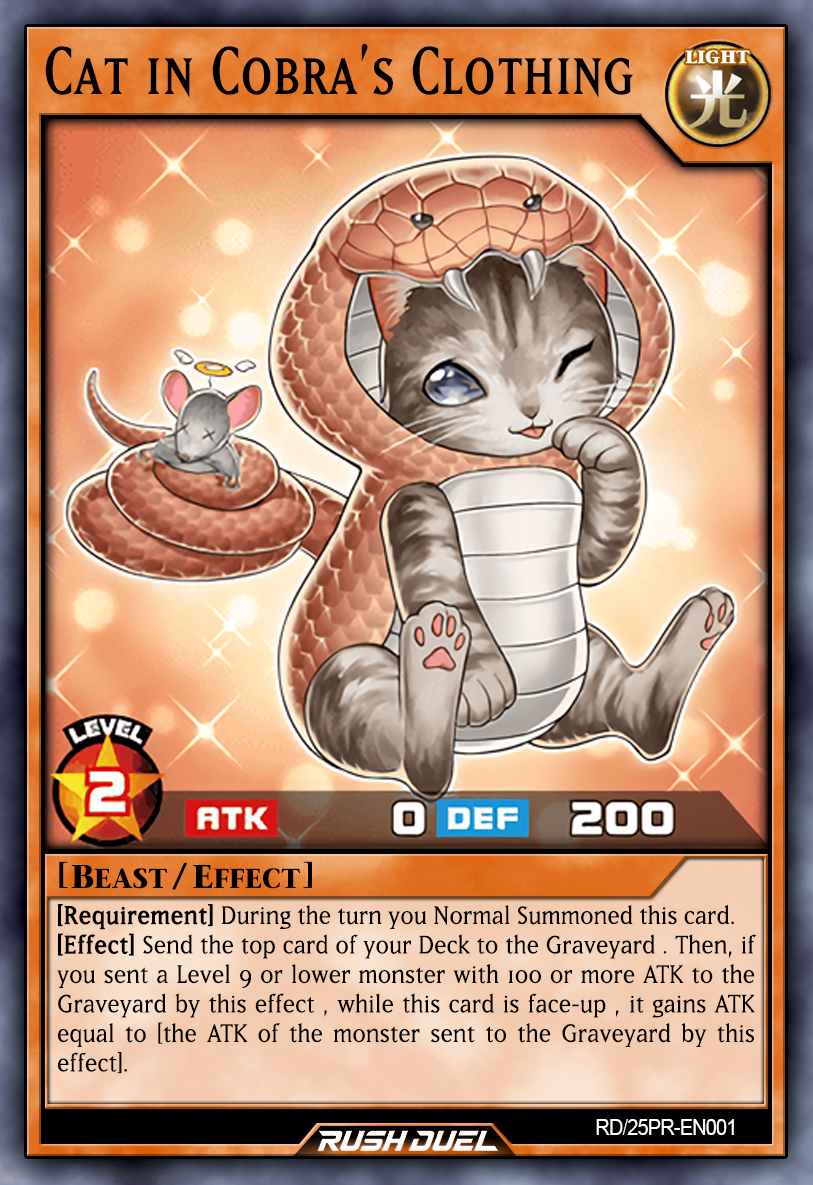 Cat in Cobra's Clothing
LIGHT
光
LEVEL
2
ATK 0 DEF 200
[Beast/Effect]
[Requirement] During the turn you Normal Summoned this card.
[Effect] Send the top card of your Deck to the Graveyard . Then, if
you sent a Level 9 or lower monster with 100 or more ATK to the
Graveyard by this effect , while this card is face-up , it gains ATK
equal to [the ATK of the monster sent to the Graveyard by this
effect].
RUSH DUEL
RD/25PR-EN001